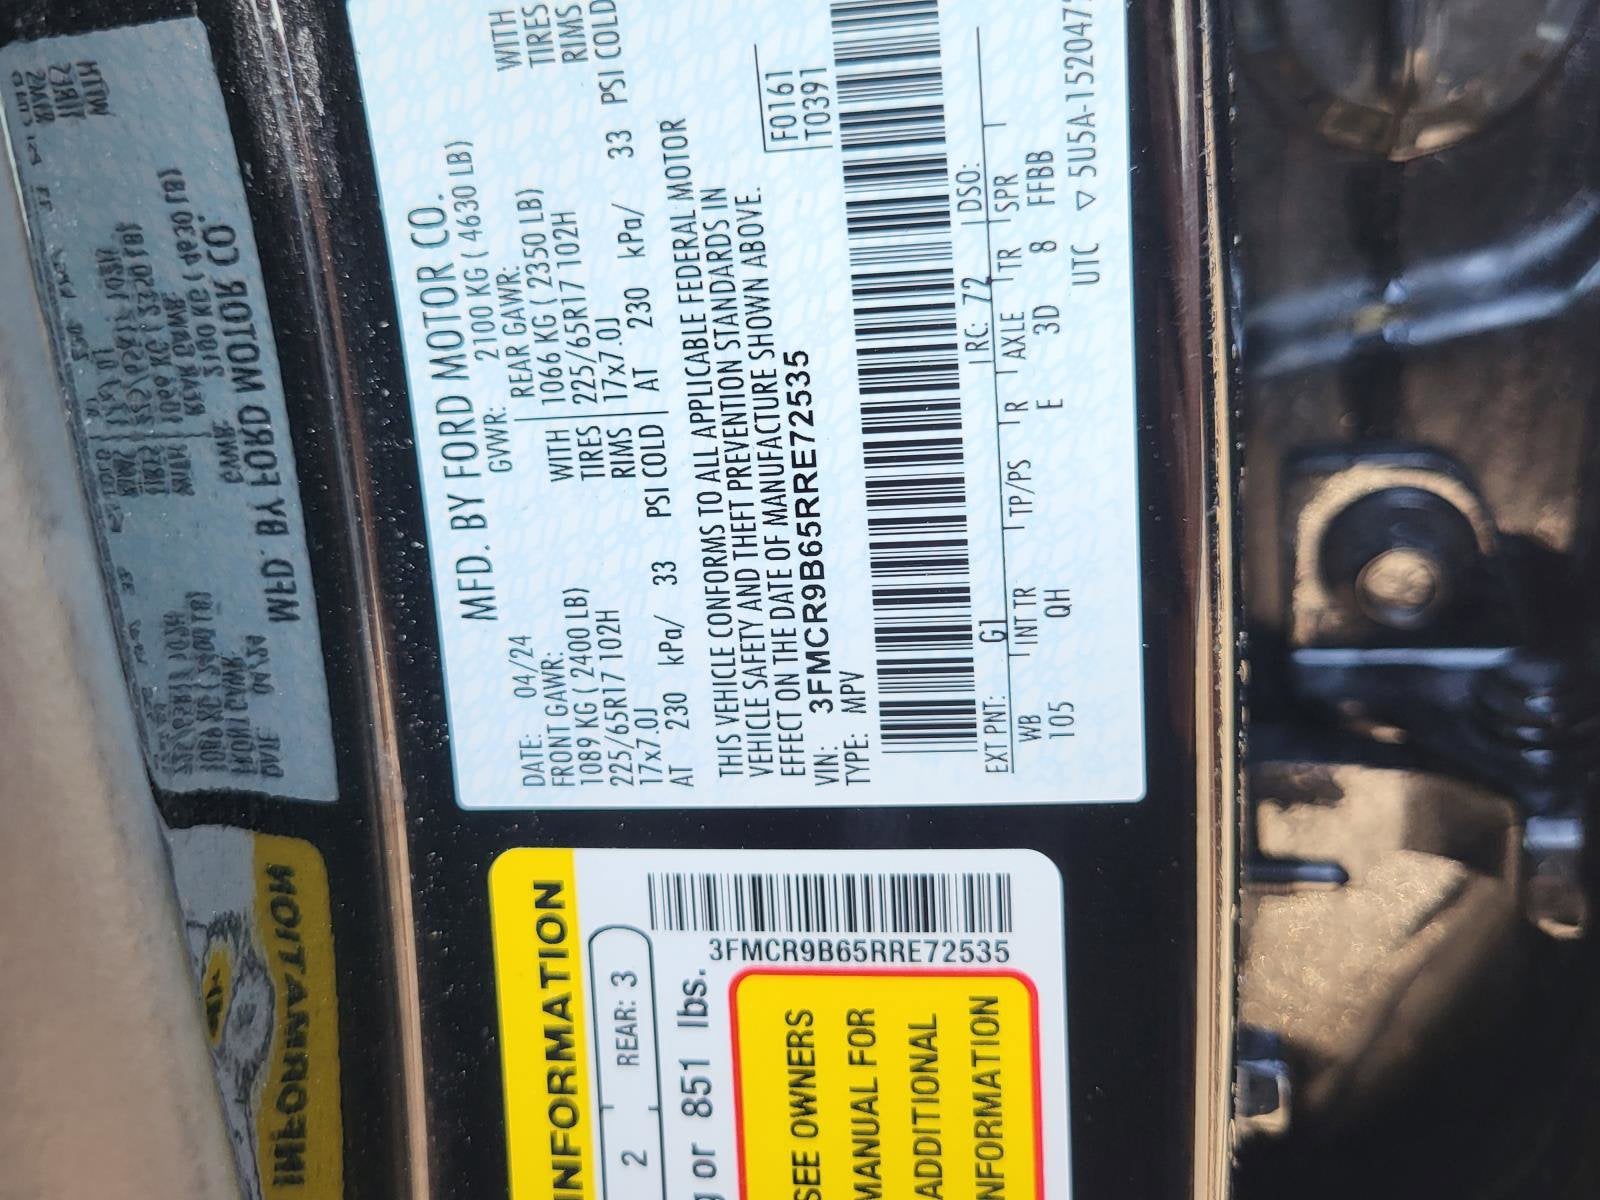 MFD. BY FORD MOTOR CO.
DATE: 04/24 GVWR: 2100 KG ( 4630 LB)
FRONT GAWR: REAR GAWR:
1089 KG ( 2400 LB) WITH 1066 KG ( 2350 LB) WITH
225/65R17 102H TIRES 225/65R17 102H TIRES
17x7.0J RIMS 17x7.0J RIMS
AT 230 kPa/ 33 PSI COLD AT 230 kPa/ 33 PSI COLD
THIS VEHICLE CONFORMS TO ALL APPLICABLE FEDERAL MOTOR
VEHICLE SAFETY AND THEFT PREVENTION STANDARDS IN
EFFECT ON THE DATE OF MANUFACTURE SHOWN ABOVE.
VIN: 3FMCR9B65RRE72535
TYPE: MPV
F0161
T0391
EXT PNT: G1 RC: 72 DSO:
WB INT TR TP/PS R AXLE TR SPR
105 QH E 3D 8 FFBB
UTC ▽ 5U5A-1520472
INFORMATION
2 REAR: 3
or 851 lbs.
3FMCR9B65RRE72535
SEE OWNERS
MANUAL FOR
ADDITIONAL
INFORMATION